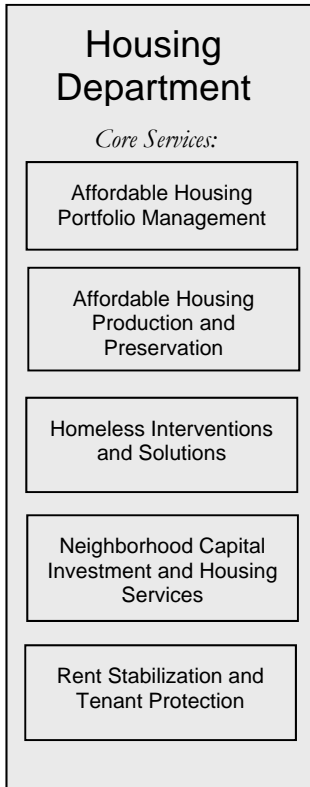 Housing
Department
Core Services:
Affordable Housing
Portfolio Management
Affordable Housing
Production and
Preservation
Homeless Interventions
and Solutions
Neighborhood Capital
Investment and Housing
Services
Rent Stabilization and
Tenant Protection